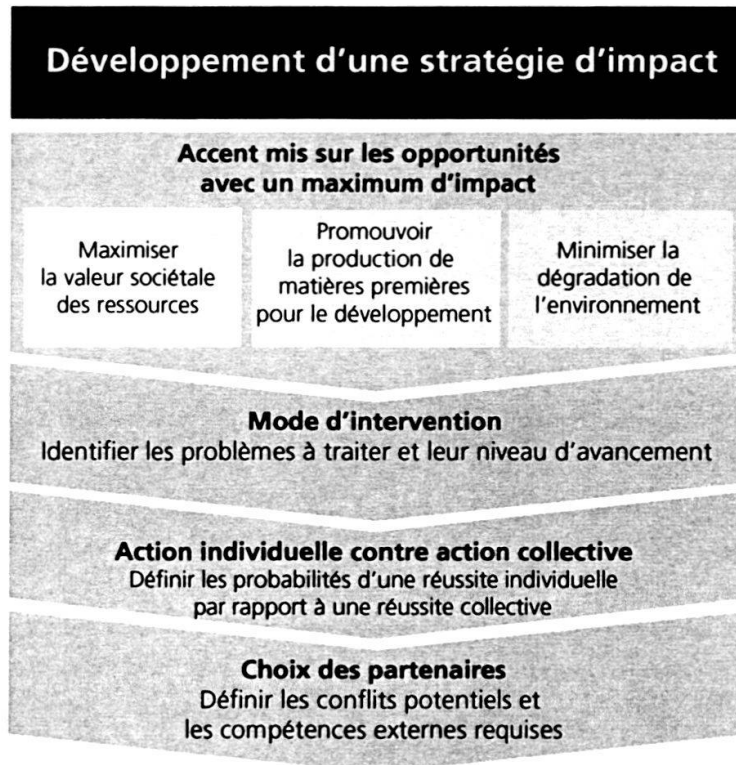 Développement d'une stratégie d'impact
Accent mis sur les opportunités
avec un maximum d'impact
Maximiser
la valeur sociétale
des ressources
Promouvoir
la production de
matières premières
pour le développement
Minimiser la
dégradation de
l'environnement
Mode d'intervention
Identifier les problèmes à traiter et leur niveau d'avancement
Action individuelle contre action collective
Définir les probabilités d'une réussite individuelle
par rapport à une réussite collective
Choix des partenaires
Définir les conflits potentiels et
les compétences externes requises